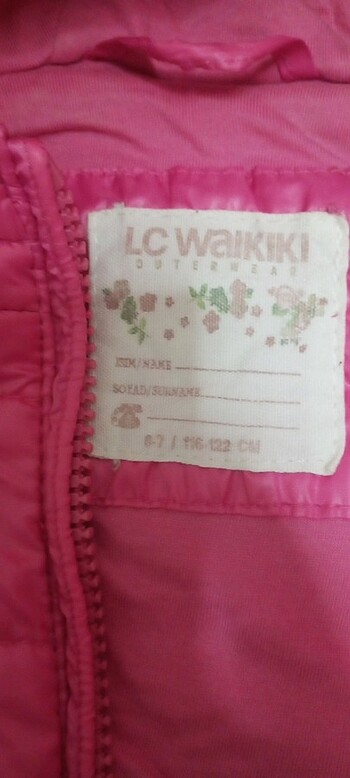 LC WAIKIKI
OUTERWEAR
İSİM/NAME
SOYAD/SURNAME
6-7 / 116-122 CM